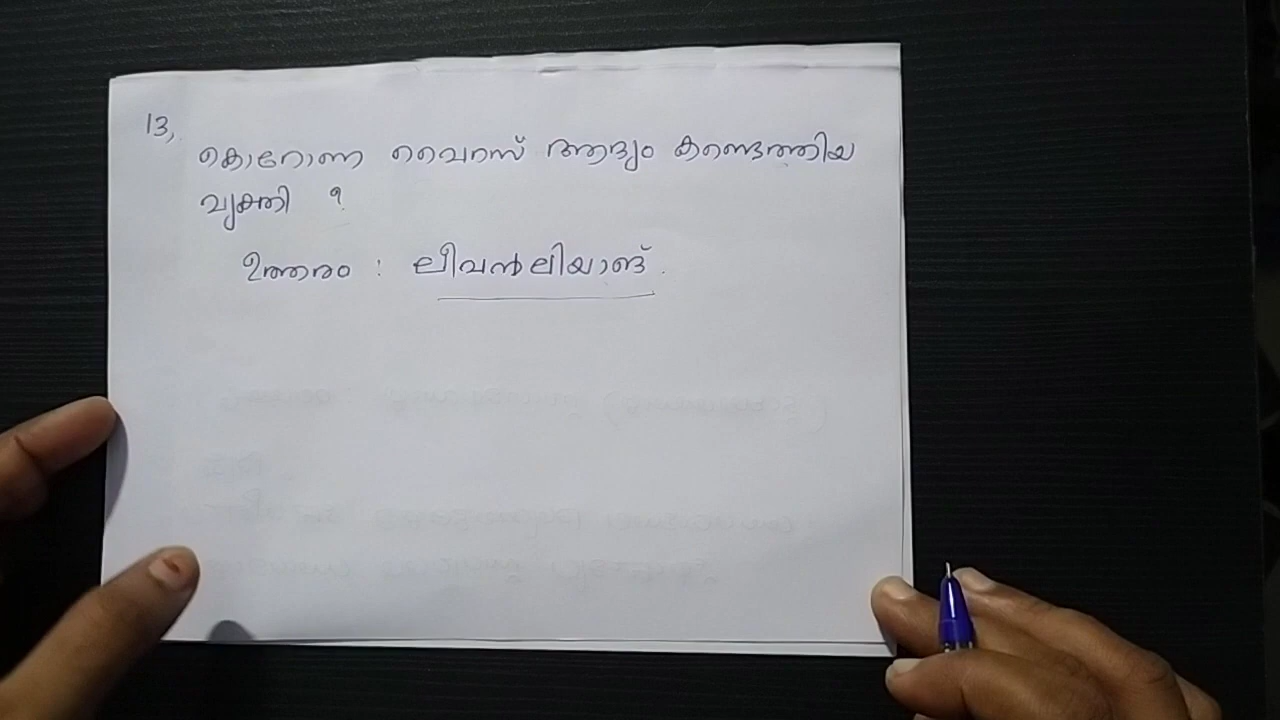 13,
കൊറോണ വൈറസ് ആദ്യം കണ്ടെത്തിയ
വ്യക്തി ?
ഉത്തരം : ലീവൻലിയാങ് .